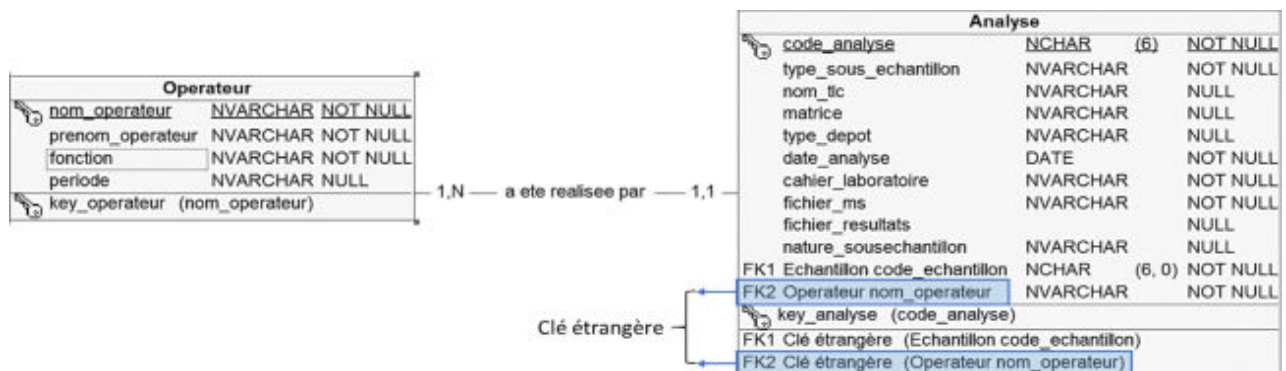 Operateur
nom_operateur NVARCHAR NOT NULL
prenom_operateur NVARCHAR NOT NULL
fonction NVARCHAR NOT NULL
periode NVARCHAR NULL
key_operateur (nom_operateur)
1,N a ete realisee par 1,1
Analyse
code_analyse NCHAR (6) NOT NULL
type_sous_echantillon NVARCHAR NOT NULL
nom_tlc NVARCHAR NULL
matrice NVARCHAR NULL
type_depot NVARCHAR NULL
date_analyse DATE NOT NULL
cahier_laboratoire NVARCHAR NOT NULL
fichier_ms NVARCHAR NOT NULL
fichier_resultats NULL
nature_sousechantillon NVARCHAR NULL
FK1 Echantillon code_echantillon NCHAR (6, 0) NOT NULL
FK2 Operateur nom_operateur NVARCHAR NOT NULL
key_analyse (code_analyse)
FK1 Clé étrangère (Echantillon code_echantillon)
FK2 Clé étrangère (Operateur nom_operateur)
Clé étrangère